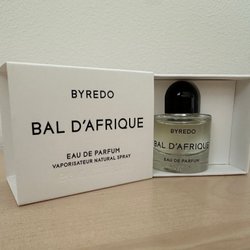 BYREDO
BAL D'AFRIQUE
EAU DE PARFUM
VAPORISATEUR NATURAL SPRAY
BYREDO
BAL D'AFRIQUE
EAU DE PARFUM